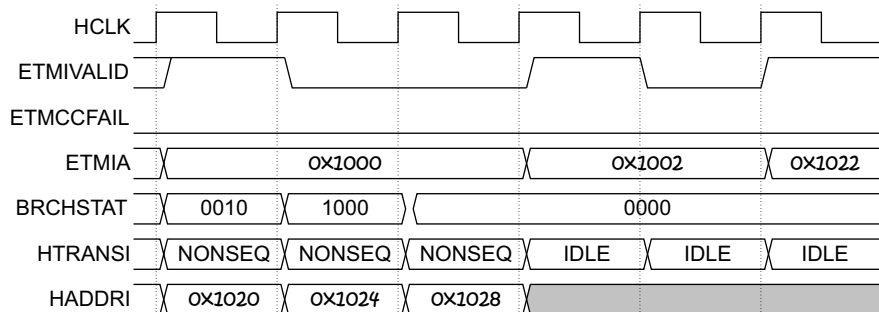 HCLK
ETMIVALID
ETMCCFAIL
ETMIA 0x1000 0x1002 0x1022
BRCHSTAT 0010 1000 0000
HTRANSI NONSEQ NONSEQ NONSEQ IDLE IDLE IDLE
HADDRI 0x1020 0x1024 0x1028